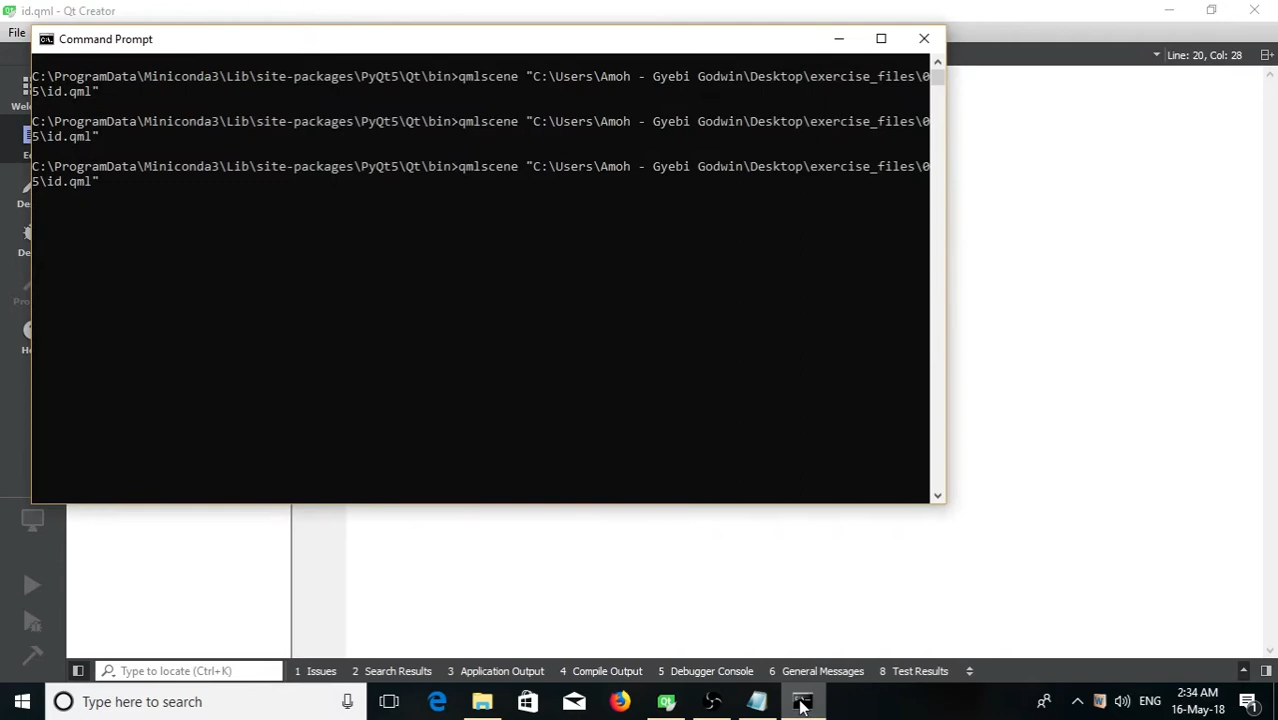 id.qml - Qt Creator
File
Command Prompt
Line: 20, Col: 28
C:\ProgramData\Miniconda3\Lib\site-packages\PyQt5\Qt\bin>qmlscene "C:\Users\Amoh - Gyebi Godwin\Desktop\exercise_files\0
5\id.qml"
C:\ProgramData\Miniconda3\Lib\site-packages\PyQt5\Qt\bin>qmlscene "C:\Users\Amoh - Gyebi Godwin\Desktop\exercise_files\0
5\id.qml"
C:\ProgramData\Miniconda3\Lib\site-packages\PyQt5\Qt\bin>qmlscene "C:\Users\Amoh - Gyebi Godwin\Desktop\exercise_files\0
5\id.qml"
Type to locate (Ctrl+K)
1 Issues
2 Search Results
3 Application Output
4 Compile Output
5 Debugger Console
6 General Messages
8 Test Results
Type here to search
ENG
2:34 AM
16-May-18
1